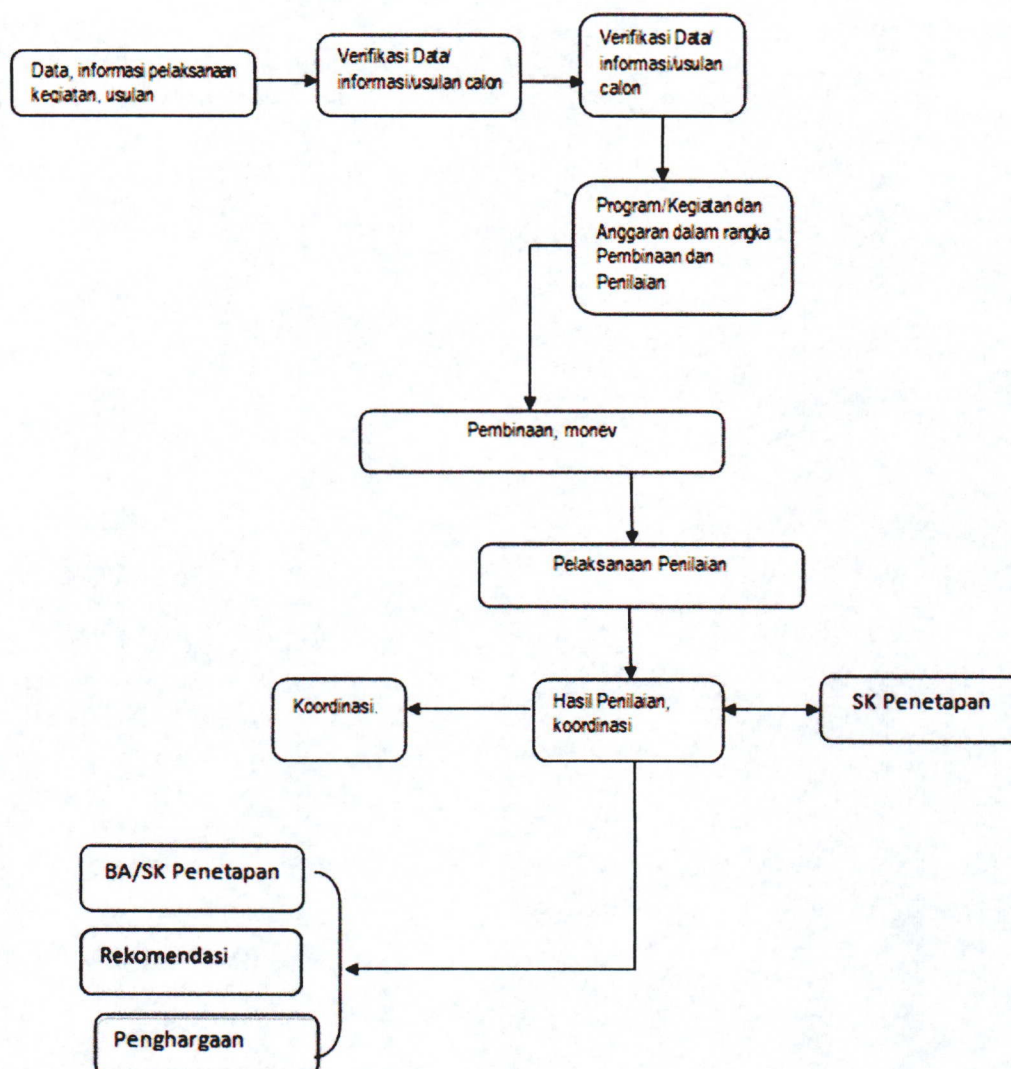 Data, informasi pelaksanaan
kegiatan, usulan
Verifikasi Data/
informasi/usulan calon
Verifikasi Data/
informasi/usulan
calon
Program/Kegiatan dan
Anggaran dalam rangka
Pembinaan dan
Penilaian
Pembinaan, monev
Pelaksanaan Penilaian
Koordinasi.
Hasil Penilaian,
koordinasi
SK Penetapan
BA/SK Penetapan
Rekomendasi
Penghargaan